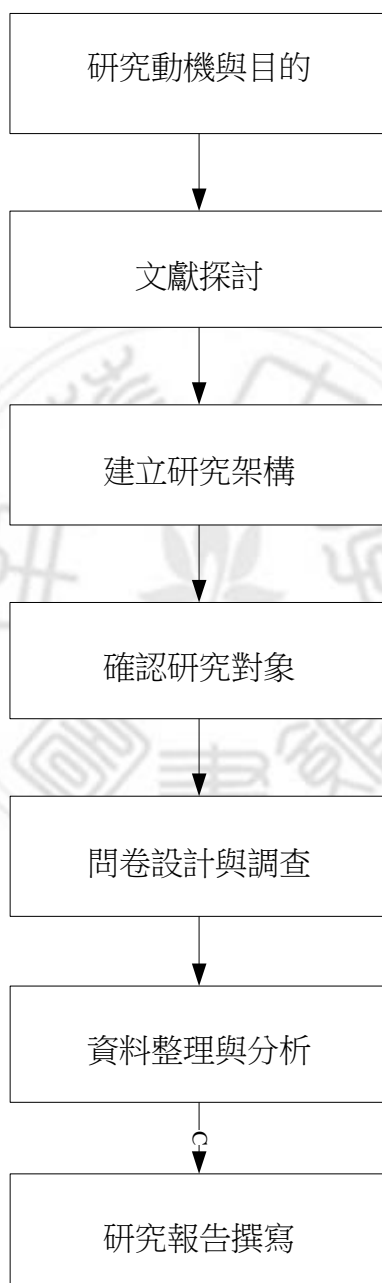 研究動機與目的
文獻探討
建立研究架構
確認研究對象
問卷設計與調查
資料整理與分析
C
研究報告撰寫